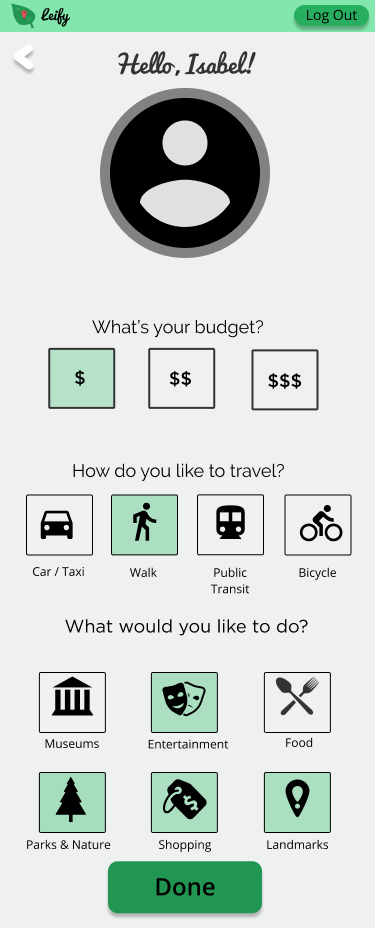 Leify
Log Out
Hello, Isabel!
What's your budget?
$ $$ $$$
How do you like to travel?
Car / Taxi Walk Public Bicycle
Transit
What would you like to do?
Museums Entertainment Food
Parks & Nature Shopping Landmarks
Done